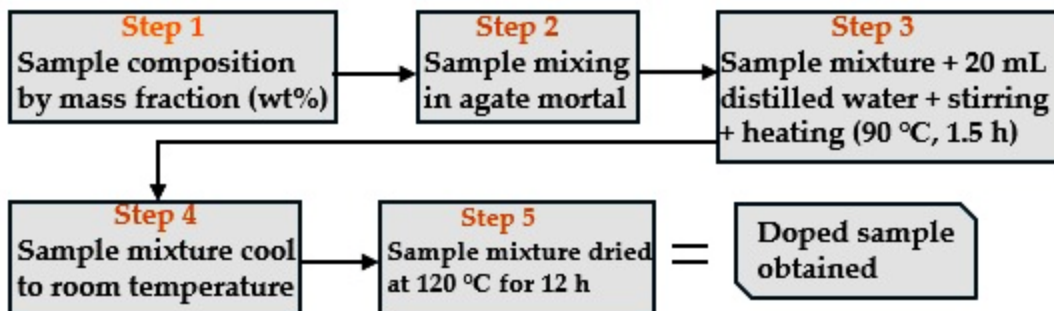 Step 1
Sample composition
by mass fraction (wt%)
Step 2
Sample mixing
in agate mortal
Step 3
Sample mixture + 20 mL
distilled water + stirring
+ heating (90 °C, 1.5 h)
Step 4
Sample mixture cool
to room temperature
Step 5
Sample mixture dried
at 120 °C for 12 h
=
Doped sample
obtained